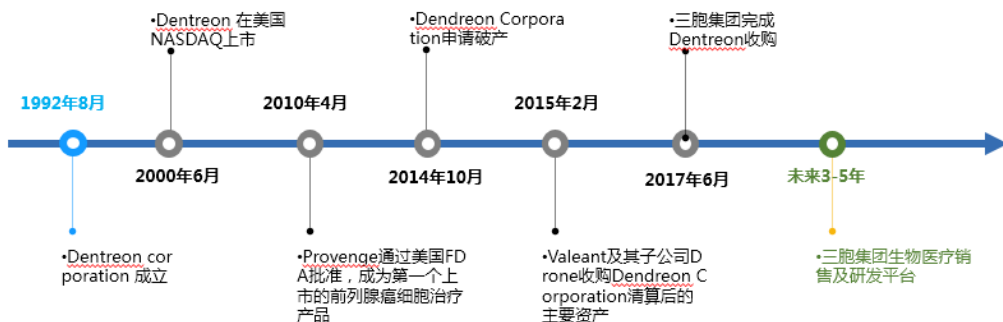 •Dentreon 在美国
NASDAQ上市
•Dendreon Corpora
tion申请破产
•三胞集团完成
Dentreon收购
1992年8月
2010年4月
2015年2月
2000年6月
2014年10月
2017年6月
未来3-5年
•Dentreon cor
poration 成立
•Provenge通过美国FD
A批准，成为第一个上
市的前列腺癌细胞治疗
产品
•Valeant及其子公司D
rone收购Dendreon C
orporation清算后的
主要资产
•三胞集团生物医疗销
售及研发平台